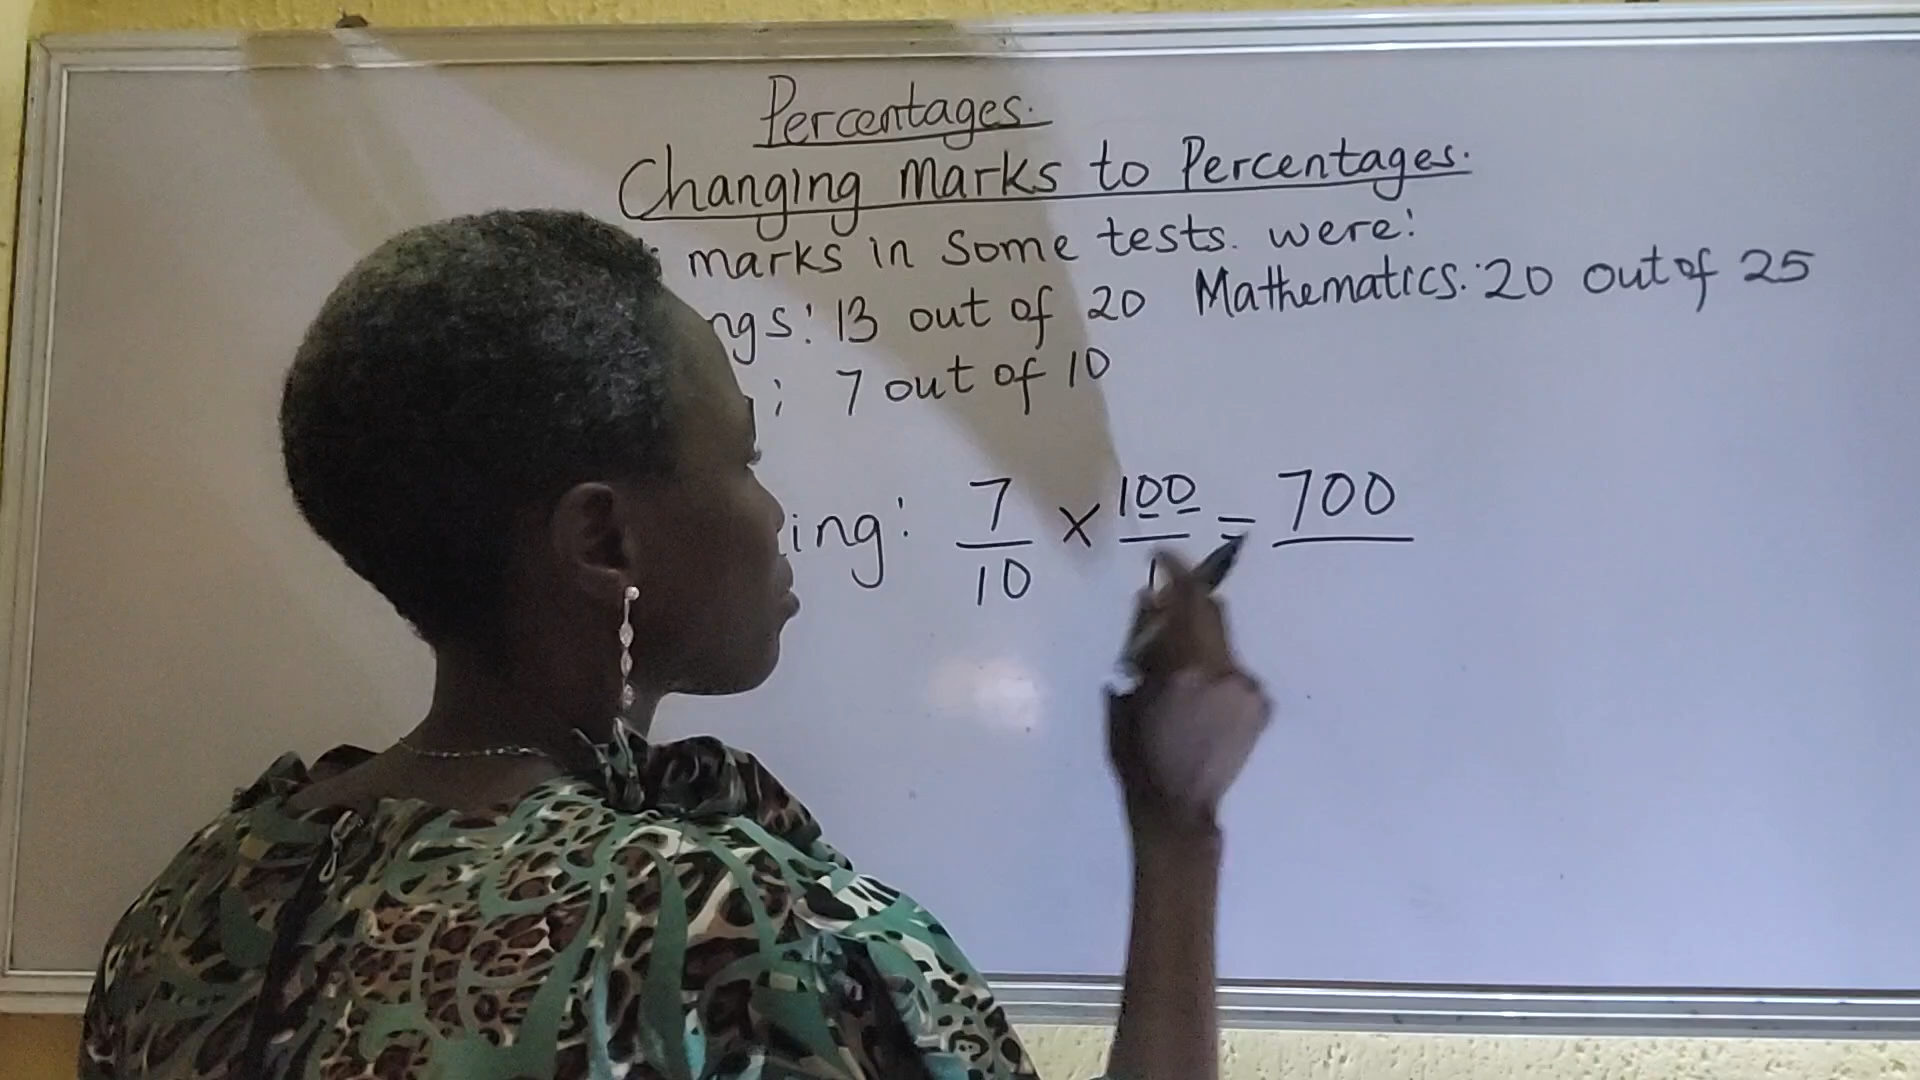 Percentages.
Changing marks to Percentages.
marks in some tests. were:
ngs: 13 out of 20 Mathematics: 20 out of 25
: 7 out of 10
ing: 7/10 × 100/1 = 700